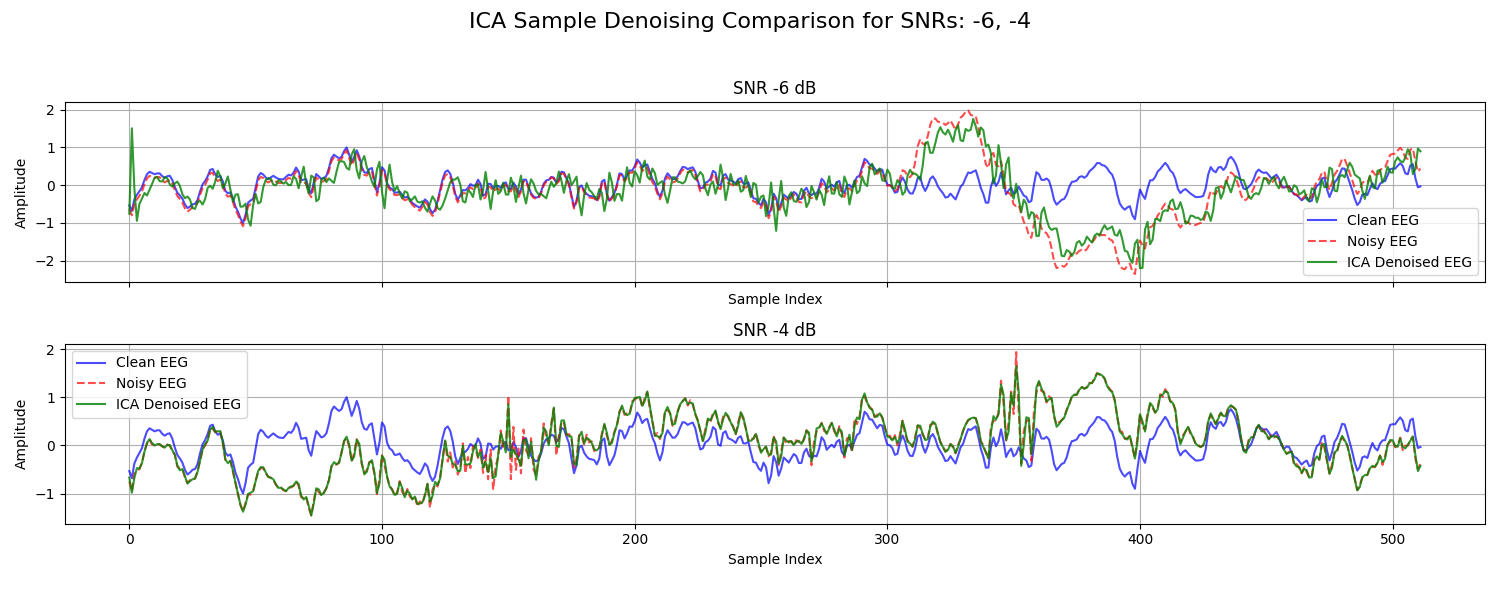 ICA Sample Denoising Comparison for SNRs: -6, -4
SNR -6 dB
Amplitude
2
1
0
−1
−2
Clean EEG
Noisy EEG
ICA Denoised EEG
Sample Index
SNR -4 dB
Amplitude
2
1
0
−1
Clean EEG
Noisy EEG
ICA Denoised EEG
0 100 200 300 400 500
Sample Index